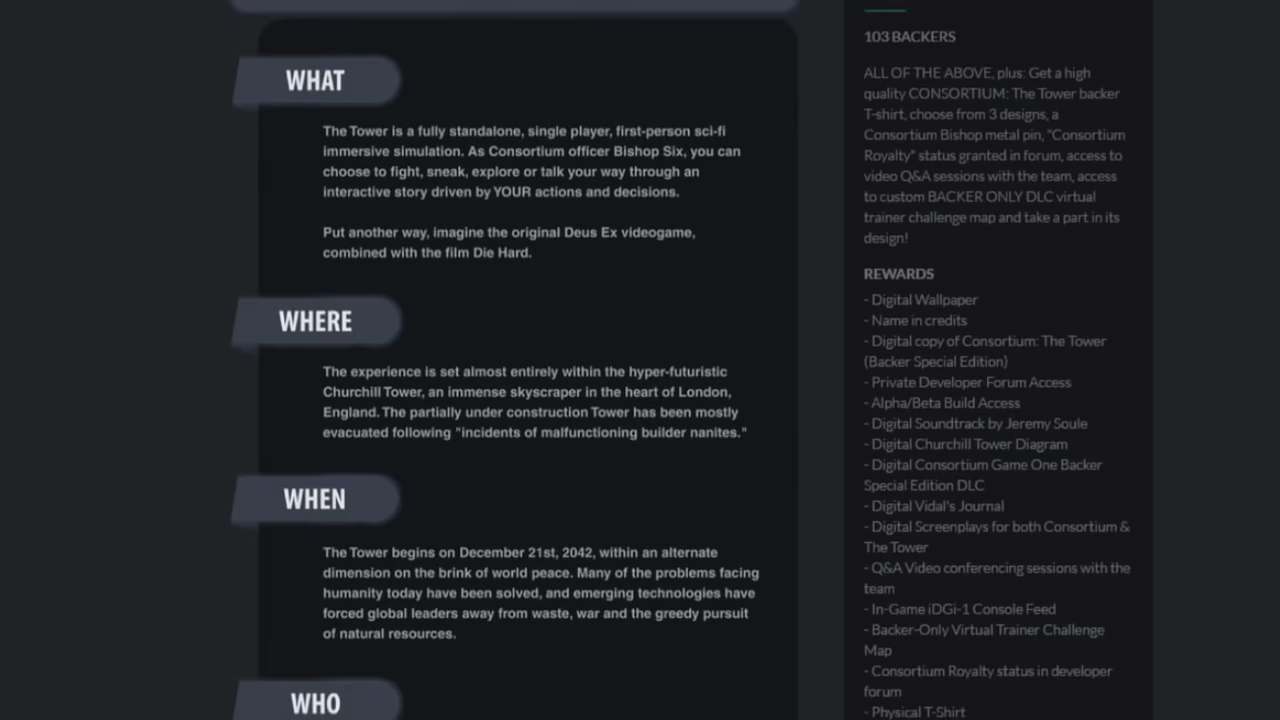 WHAT
The Tower is a fully standalone, single player, first-person sci-fi
immersive simulation. As Consortium officer Bishop Six, you can
choose to fight, sneak, explore or talk your way through an
interactive story driven by YOUR actions and decisions.
Put another way, imagine the original Deus Ex videogame,
combined with the film Die Hard.
WHERE
The experience is set almost entirely within the hyper-futuristic
Churchill Tower, an immense skyscraper in the heart of London,
England. The partially under construction Tower has been mostly
evacuated following "incidents of malfunctioning builder nanites."
WHEN
The Tower begins on December 21st, 2042, within an alternate
dimension on the brink of world peace. Many of the problems facing
humanity today have been solved, and emerging technologies have
forced global leaders away from waste, war and the greedy pursuit
of natural resources.
WHO
103 BACKERS
ALL OF THE ABOVE, plus: Get a high
quality CONSORTIUM: The Tower backer
T-shirt, choose from 3 designs, a
Consortium Bishop metal pin, "Consortium
Royalty" status granted in forum, access to
video Q&A sessions with the team, access
to custom BACKER ONLY DLC virtual
trainer challenge map and take a part in its
design!
REWARDS
- Digital Wallpaper
- Name in credits
- Digital copy of Consortium: The Tower
(Backer Special Edition)
- Private Developer Forum Access
- Alpha/Beta Build Access
- Digital Soundtrack by Jeremy Soule
- Digital Churchill Tower Diagram
- Digital Consortium Game One Backer
Special Edition DLC
- Digital Vidal's Journal
- Digital Screenplays for both Consortium &
The Tower
- Q&A Video conferencing sessions with the
team
- In-Game iDGi-1 Console Feed
- Backer-Only Virtual Trainer Challenge
Map
- Consortium Royalty status in developer
forum
- Physical T-Shirt